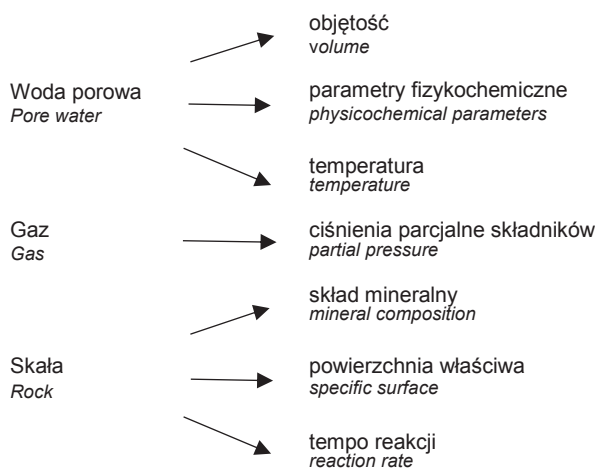 objętość
volume
Woda porowa
Pore water
parametry fizykochemiczne
physicochemical parameters
temperatura
temperature
Gaz
Gas
ciśnienia parcjalne składników
partial pressure
skład mineralny
mineral composition
Skała
Rock
powierzchnia właściwa
specific surface
tempo reakcji
reaction rate